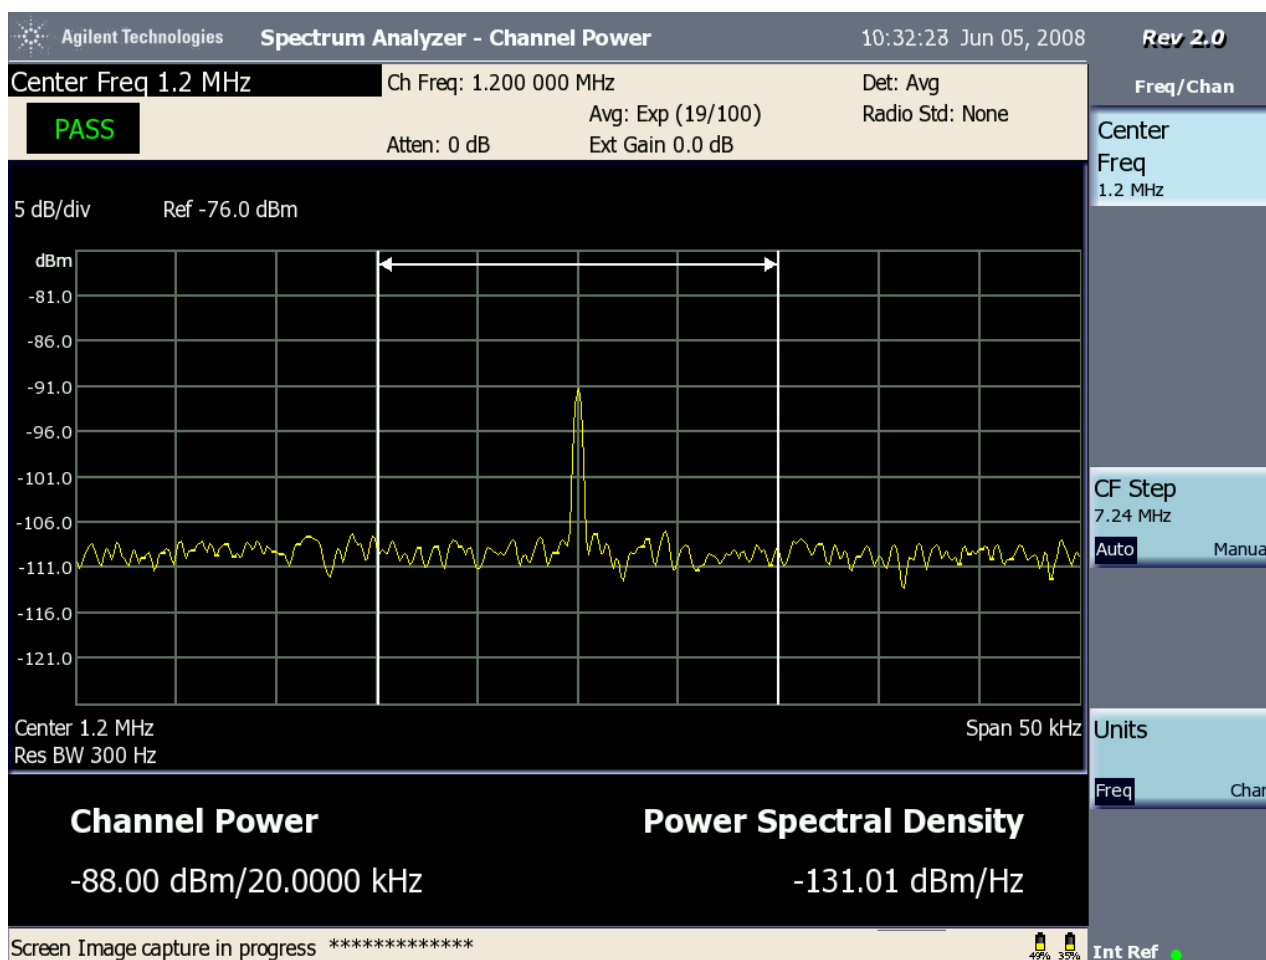 Agilent Technologies Spectrum Analyzer - Channel Power 10:32:23 Jun 05, 2008 Rev 2.0
Center Freq 1.2 MHz Ch Freq: 1.200 000 MHz Det: Avg Freq/Chan
PASS Avg: Exp (19/100) Radio Std: None
Atten: 0 dB Ext Gain 0.0 dB
Center
Freq
1.2 MHz
5 dB/div Ref -76.0 dBm
dBm
-81.0
-86.0
-91.0
-96.0
-101.0
-106.0
-111.0
-116.0
-121.0
CF Step
7.24 MHz
Auto Manua
Center 1.2 MHz Span 50 kHz
Res BW 300 Hz
Units
Freq Char
Channel Power Power Spectral Density
-88.00 dBm/20.0000 kHz -131.01 dBm/Hz
Screen Image capture in progress ************* 49% 35% Int Ref